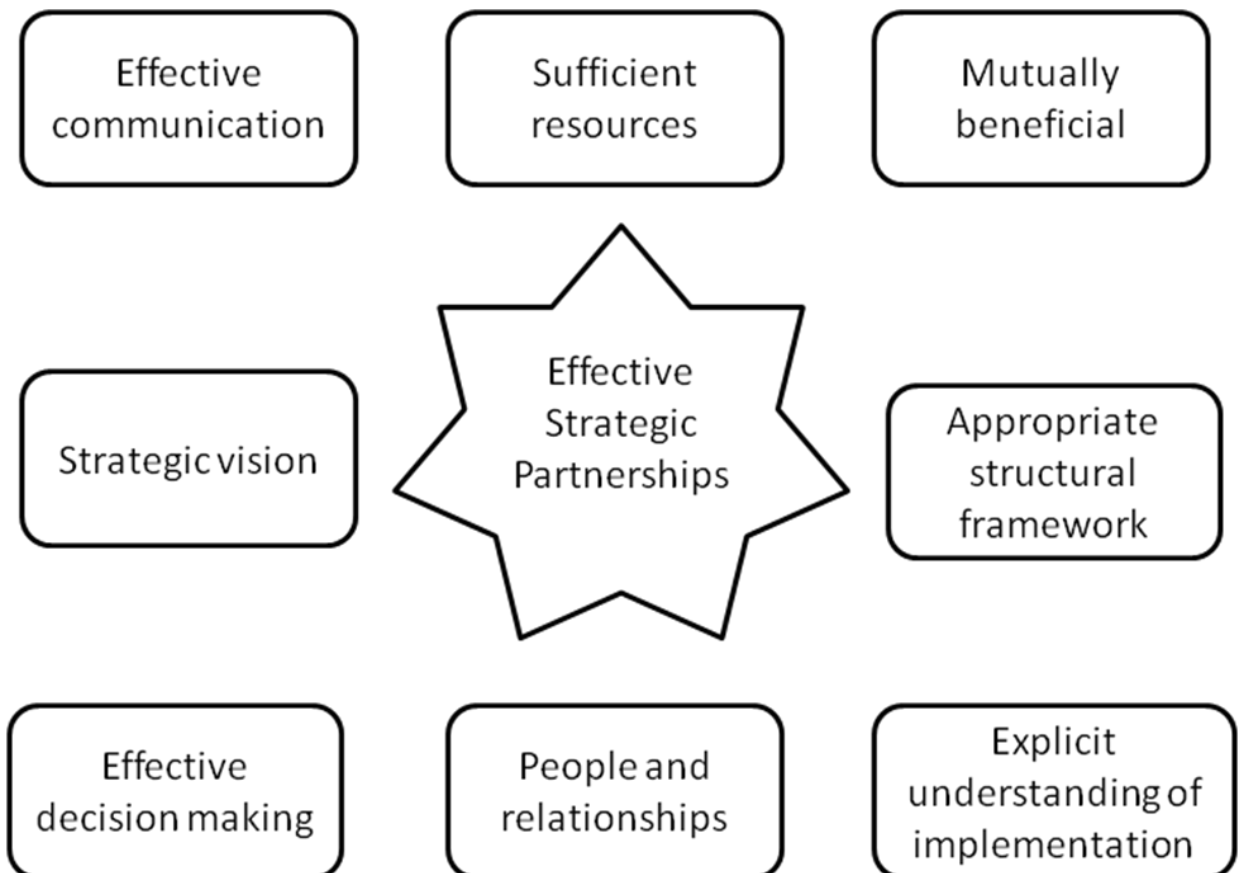 Effective
communication
Sufficient
resources
Mutually
beneficial
Strategic vision
Effective
Strategic
Partnerships
Appropriate
structural
framework
Effective
decision making
People and
relationships
Explicit
understanding of
implementation